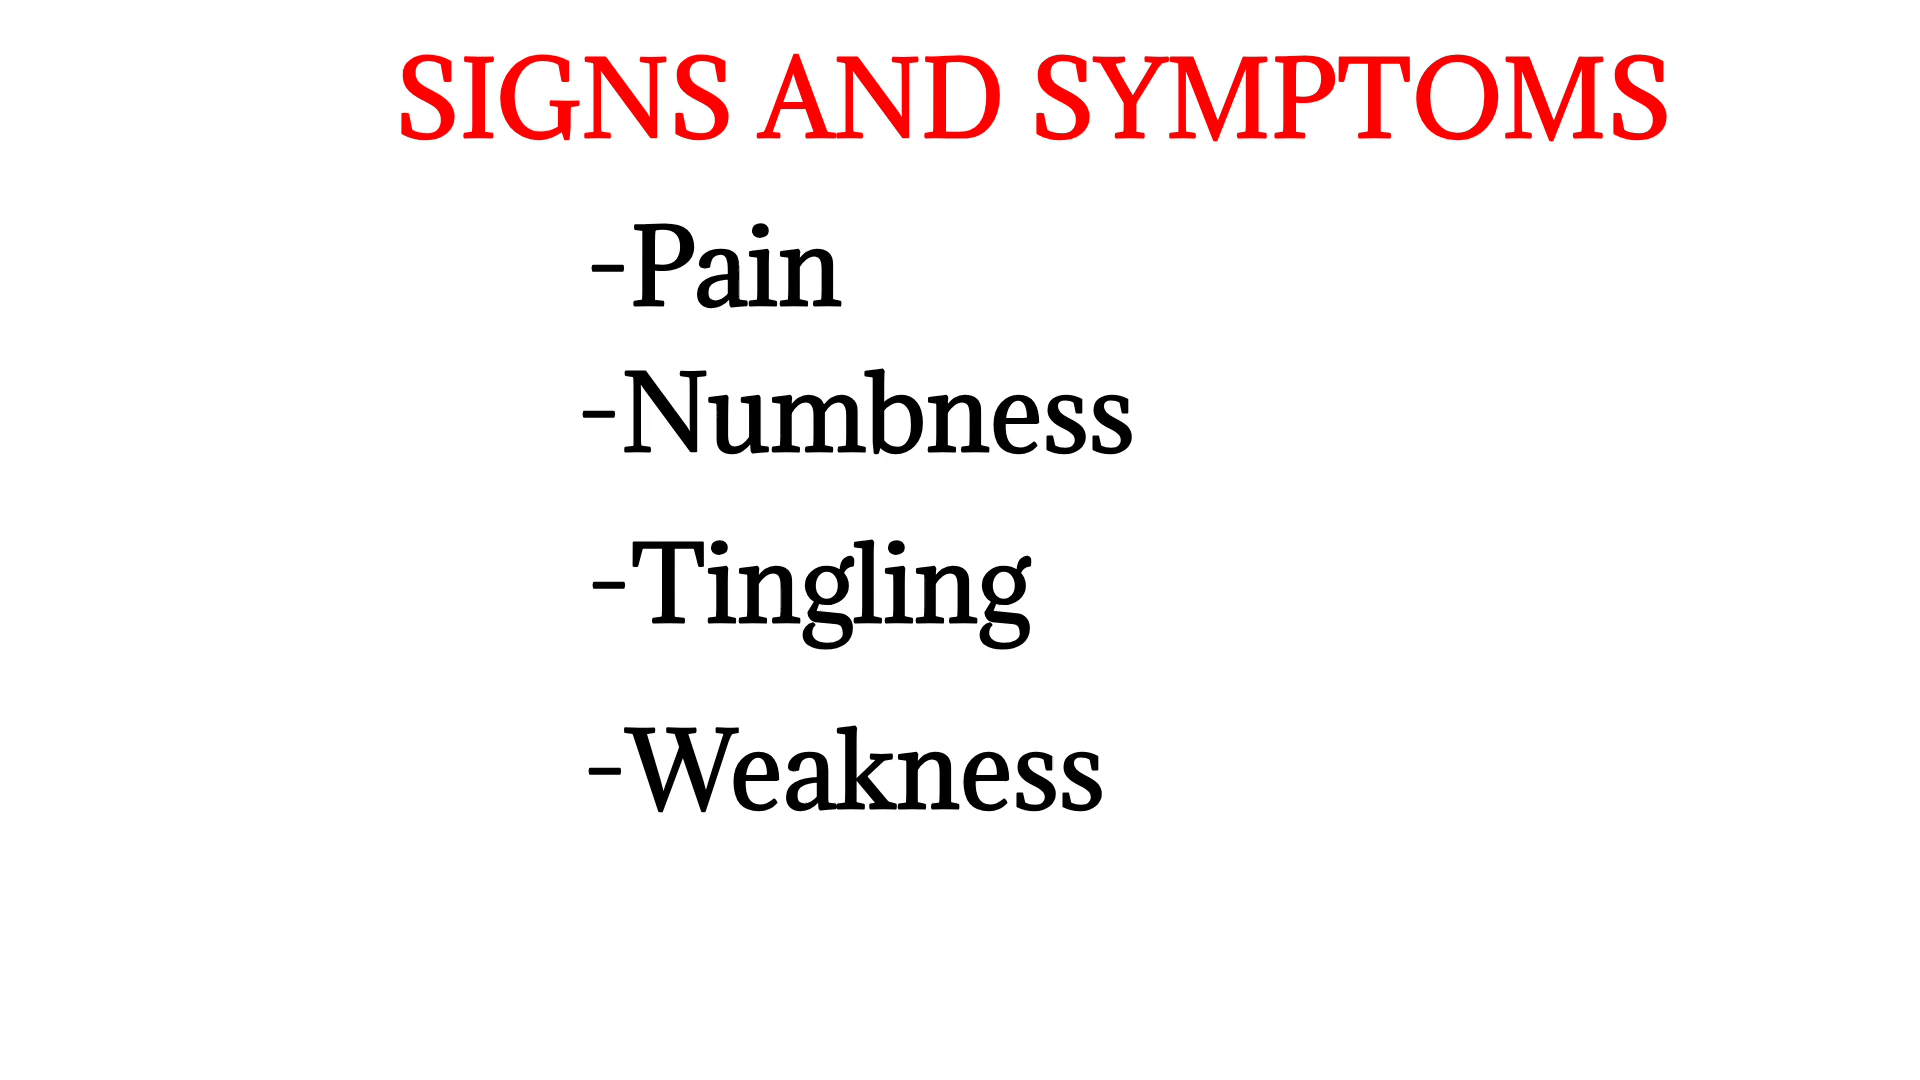 SIGNS AND SYMPTOMS
-Pain
-Numbness
-Tingling
-Weakness